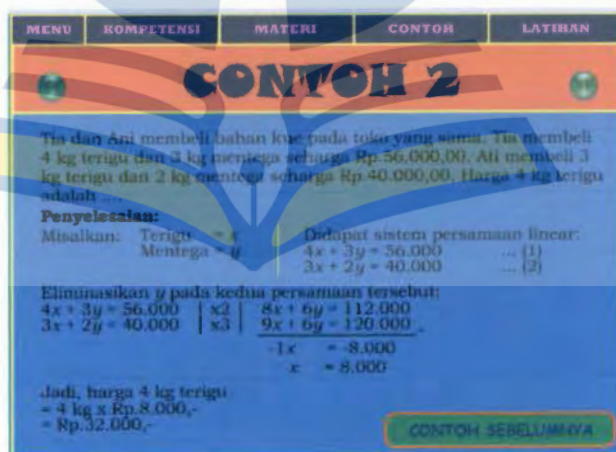 MENU KOMPETENSI MATERI CONTOH LATIHAN
CONTOH 2
Tia dan Ani membeli bahan kue pada toko yang sama. Tia membeli
4 kg terigu dan 3 kg mentega seharga Rp.56.000,00. Ati membeli 3
kg terigu dan 2 kg mentega seharga Rp.40.000,00. Harga 4 kg terigu
adalah ....
Penyelesaian:
Misalkan: Terigu = x Didapat sistem persamaan linear:
Mentega = y 4x + 3y = 56.000 ... (1)
3x + 2y = 40.000 ... (2)
Eliminasikan y pada kedua persamaan tersebut:
4x + 3y = 56.000 | x2 | 8x + 6y = 112.000
3x + 2y = 40.000 | x3 | 9x + 6y = 120.000 -
-1x = -8.000
x = 8.000
Jadi, harga 4 kg terigu
= 4 kg x Rp.8.000,-
= Rp.32.000,-
CONTOH SEBELUMNYA